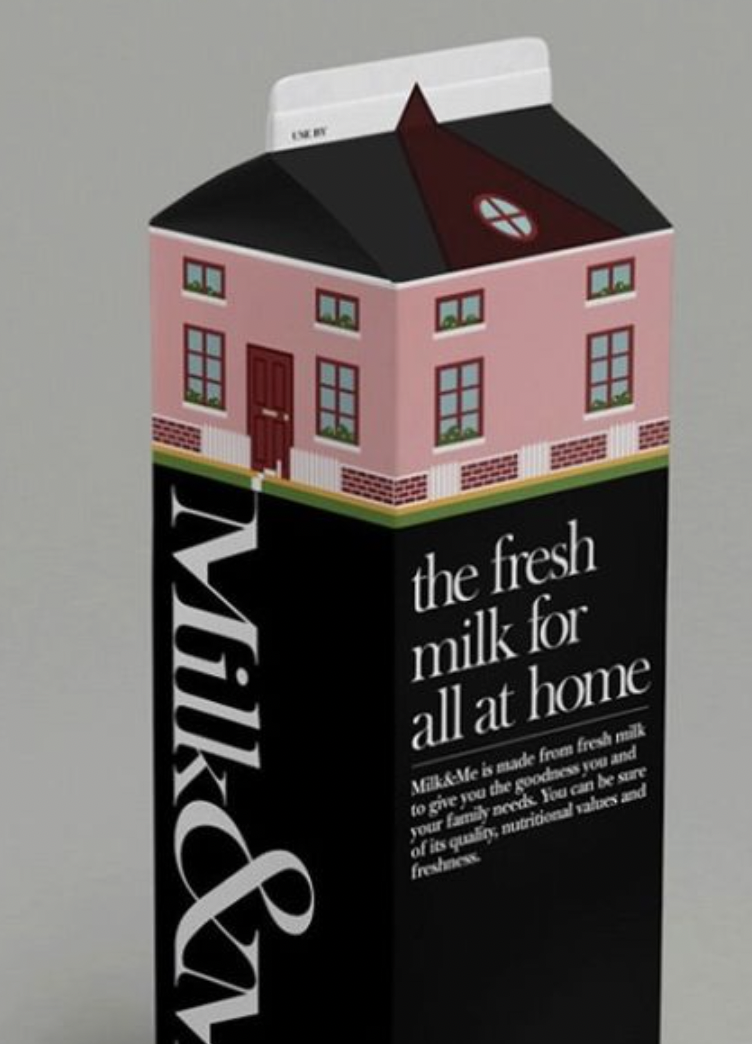 USE BY
Milk&M
the fresh
milk for
all at home
Milk&Me is made from fresh milk
to give you the goodness you and
your family needs. You can be sure
of its quality, nutritional values and
freshness.